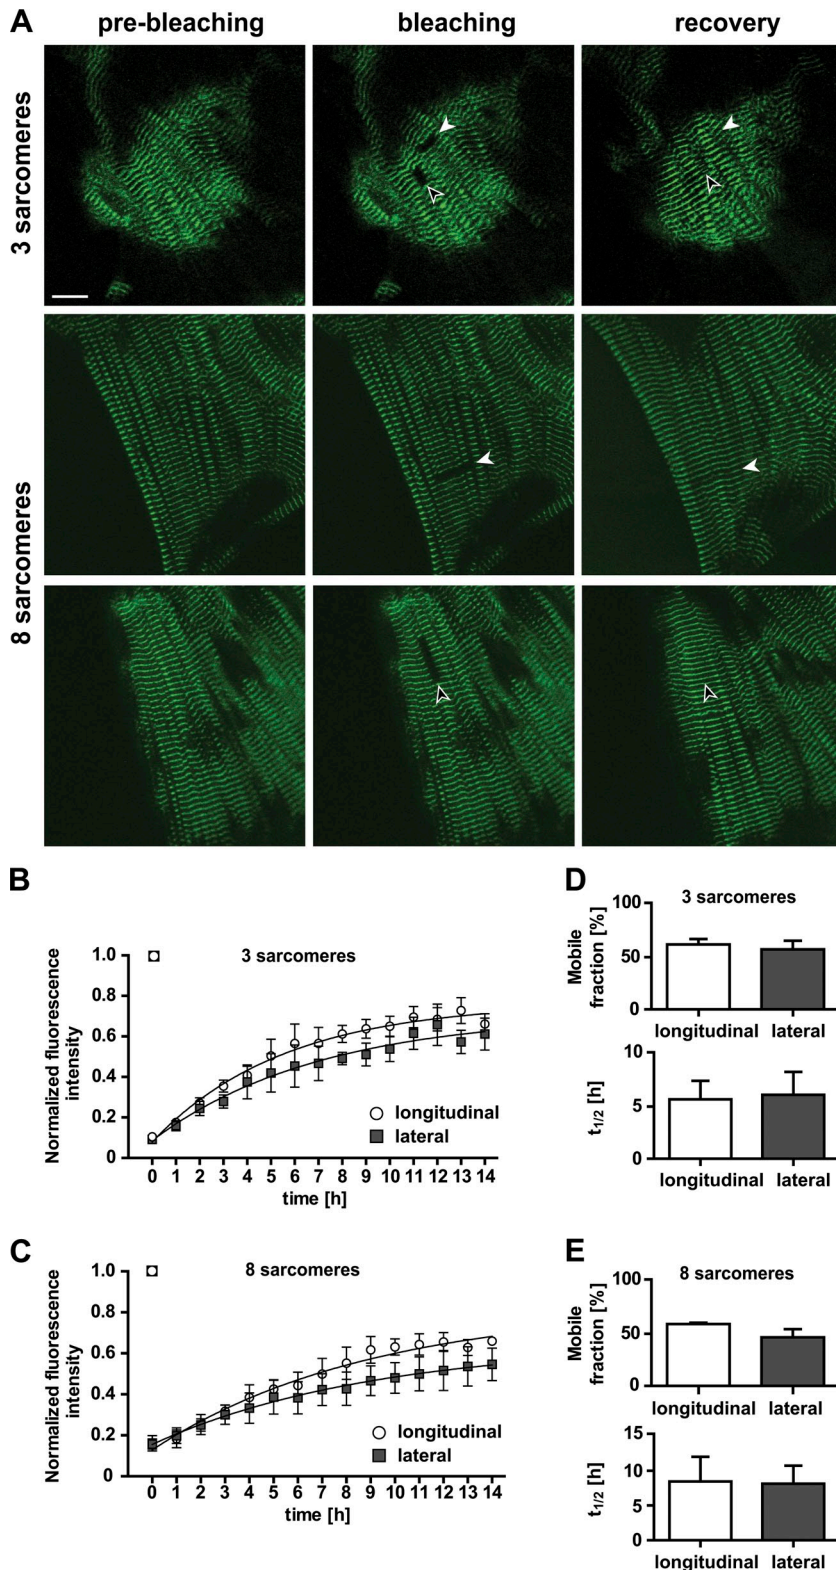 A
pre-bleaching
bleaching
recovery
3 sarcomeres
8 sarcomeres
B
Normalized fluorescence
intensity
1.0
0.8
0.6
0.4
0.2
0
3 sarcomeres
longitudinal
lateral
0 1 2 3 4 5 6 7 8 9 10 11 12 13 14
time [h]
C
Normalized fluorescence
intensity
1.0
0.8
0.6
0.4
0.2
0
8 sarcomeres
longitudinal
lateral
0 1 2 3 4 5 6 7 8 9 10 11 12 13 14
time [h]
D
3 sarcomeres
Mobile
fraction [%]
100
50
0
longitudinal lateral
t1/2 [h]
10
5
0
longitudinal lateral
E
8 sarcomeres
Mobile
fraction [%]
100
50
0
longitudinal lateral
t1/2 [h]
15
10
5
0
longitudinal lateral